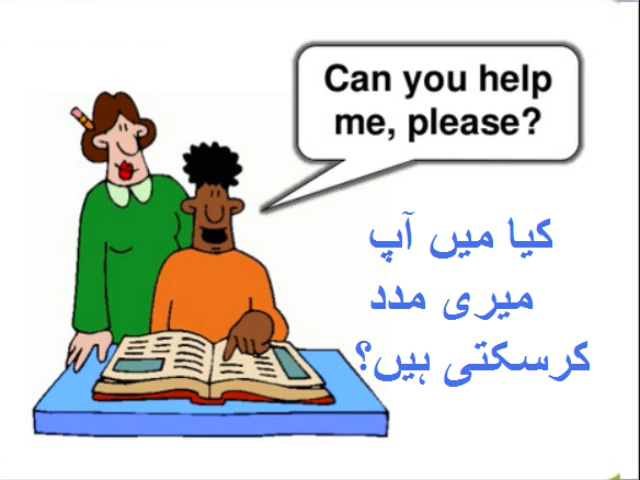 Can you help
me, please?
کیا میں آپ
میری مدد
کرسکتی ہیں؟